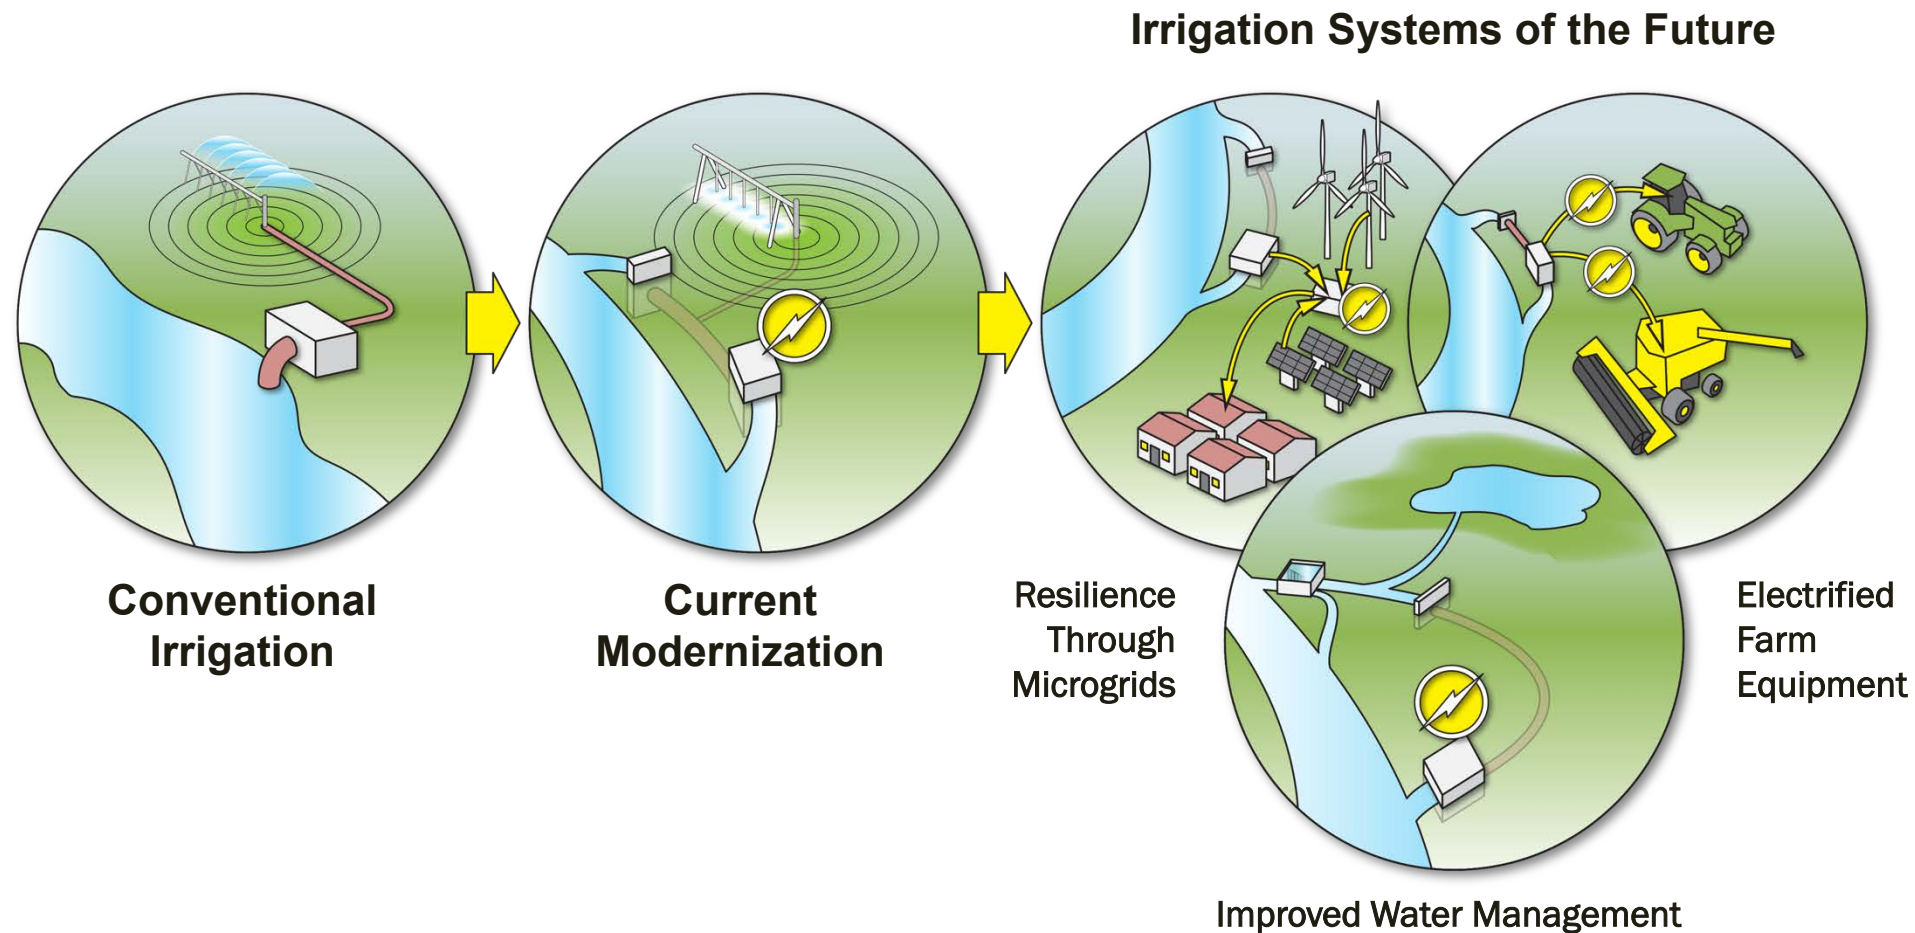 Irrigation Systems of the Future
Conventional
Irrigation
Current
Modernization
Resilience
Through
Microgrids
Electrified
Farm
Equipment
Improved Water Management